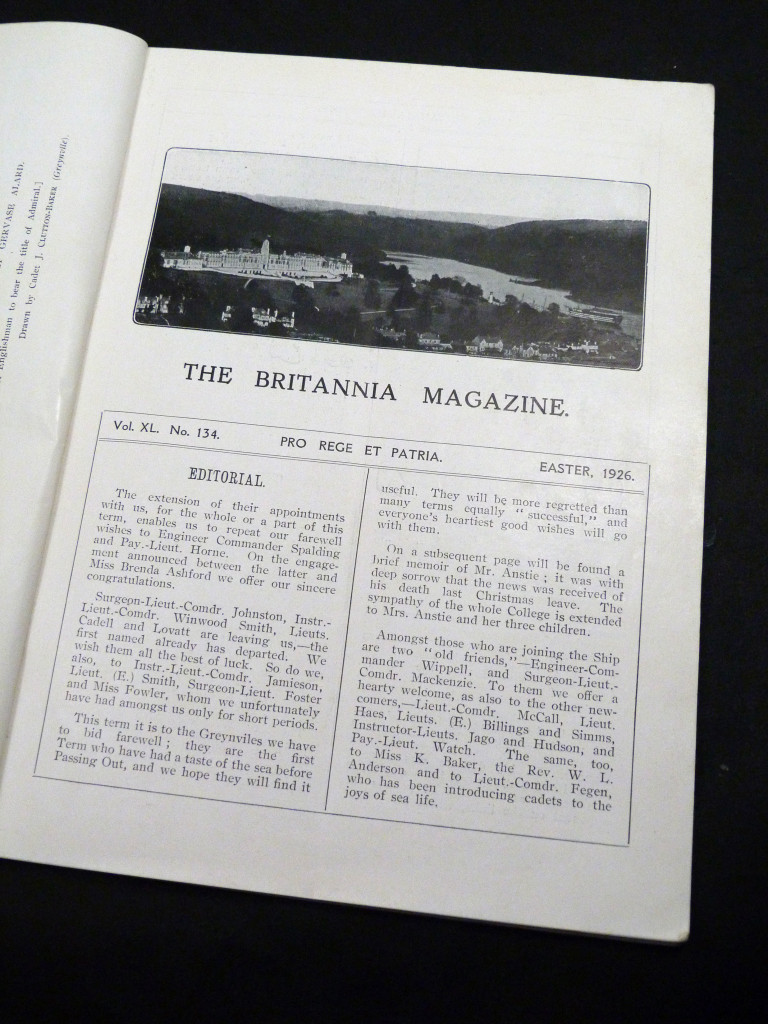 GERVASE ALARD.
Englishman to bear the title of Admiral.]
Drawn by Cadet J. CLUTTON-BAKER (Greynvile).
THE BRITANNIA MAGAZINE.
Vol. XL. No. 134.
PRO REGE ET PATRIA.
EASTER, 1926.
EDITORIAL.
The extension of their appointments
with us, for the whole or a part of this
term, enables us to repeat our farewell
wishes to Engineer Commander Spalding
and Pay.-Lieut. Horne. On the engage-
ment announced between the latter and
Miss Brenda Ashford we offer our sincere
congratulations.
Surgeon-Lieut.-Comdr. Johnston, Instr.-
Lieut.-Comdr. Winwood Smith, Lieuts.
Cadell and Lovatt are leaving us,—the
first named already has departed. We
wish them all the best of luck. So do we,
also, to Instr.-Lieut.-Comdr. Jamieson,
Lieut. (E.) Smith, Surgeon-Lieut. Foster
and Miss Fowler, whom we unfortunately
have had amongst us only for short periods.
This term it is to the Greynviles we have
to bid farewell; they are the first
Term who have had a taste of the sea before
Passing Out, and we hope they will find it
useful. They will be more regretted than
many terms equally "successful," and
everyone's heartiest good wishes will go
with them.
On a subsequent page will be found a
brief memoir of Mr. Anstie; it was with
deep sorrow that the news was received of
his death last Christmas leave. The
sympathy of the whole College is extended
to Mrs. Anstie and her three children.
Amongst those who are joining the Ship
are two "old friends,"—Engineer-Com-
mander Wippell, and Surgeon-Lieut.-
Comdr. Mackenzie. To them we offer a
hearty welcome, as also to the other new-
comers,—Lieut.-Comdr. McCall, Lieut.
Haes, Lieuts. (E.) Billings and Simms,
Instructor-Lieuts. Jago and Hudson, and
Pay.-Lieut. Watch. The same, too,
to Miss K. Baker, the Rev. W. L.
Anderson and to Lieut.-Comdr. Fegen,
who has been introducing cadets to the
joys of sea life.